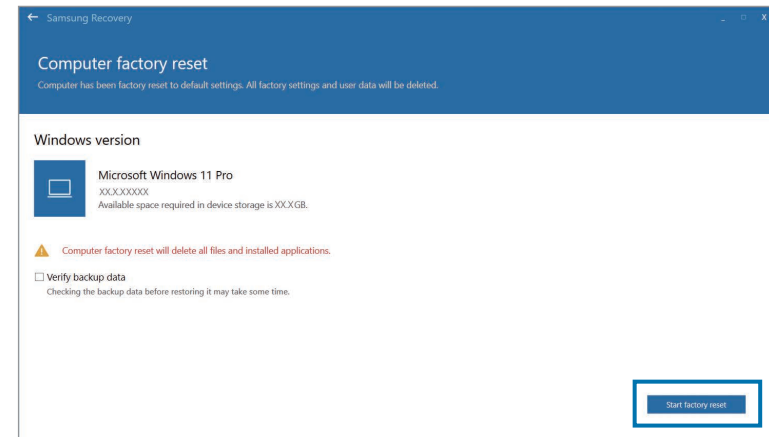 Samsung Recovery
Computer factory reset
Computer has been factory reset to default settings. All factory settings and user data will be deleted.
Windows version
Microsoft Windows 11 Pro
XX.X.XXXXX
Available space required in device storage is XX.XGB.
Computer factory reset will delete all files and installed applications.
Verify backup data
Checking the backup data before restoring it may take some time.
Start factory reset